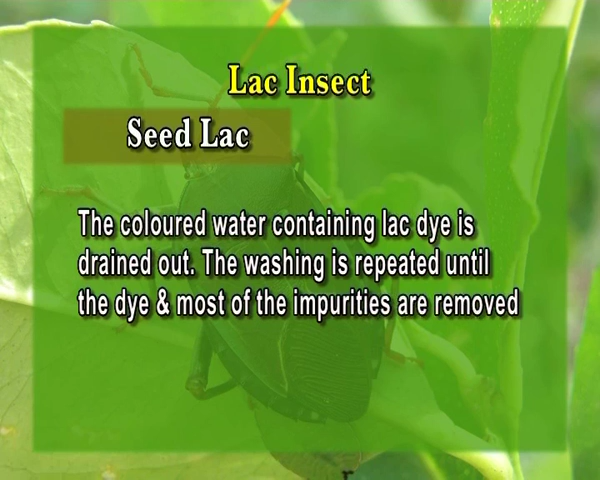 Lac Insect
Seed Lac
The coloured water containing lac dye is
drained out. The washing is repeated until
the dye & most of the impurities are removed